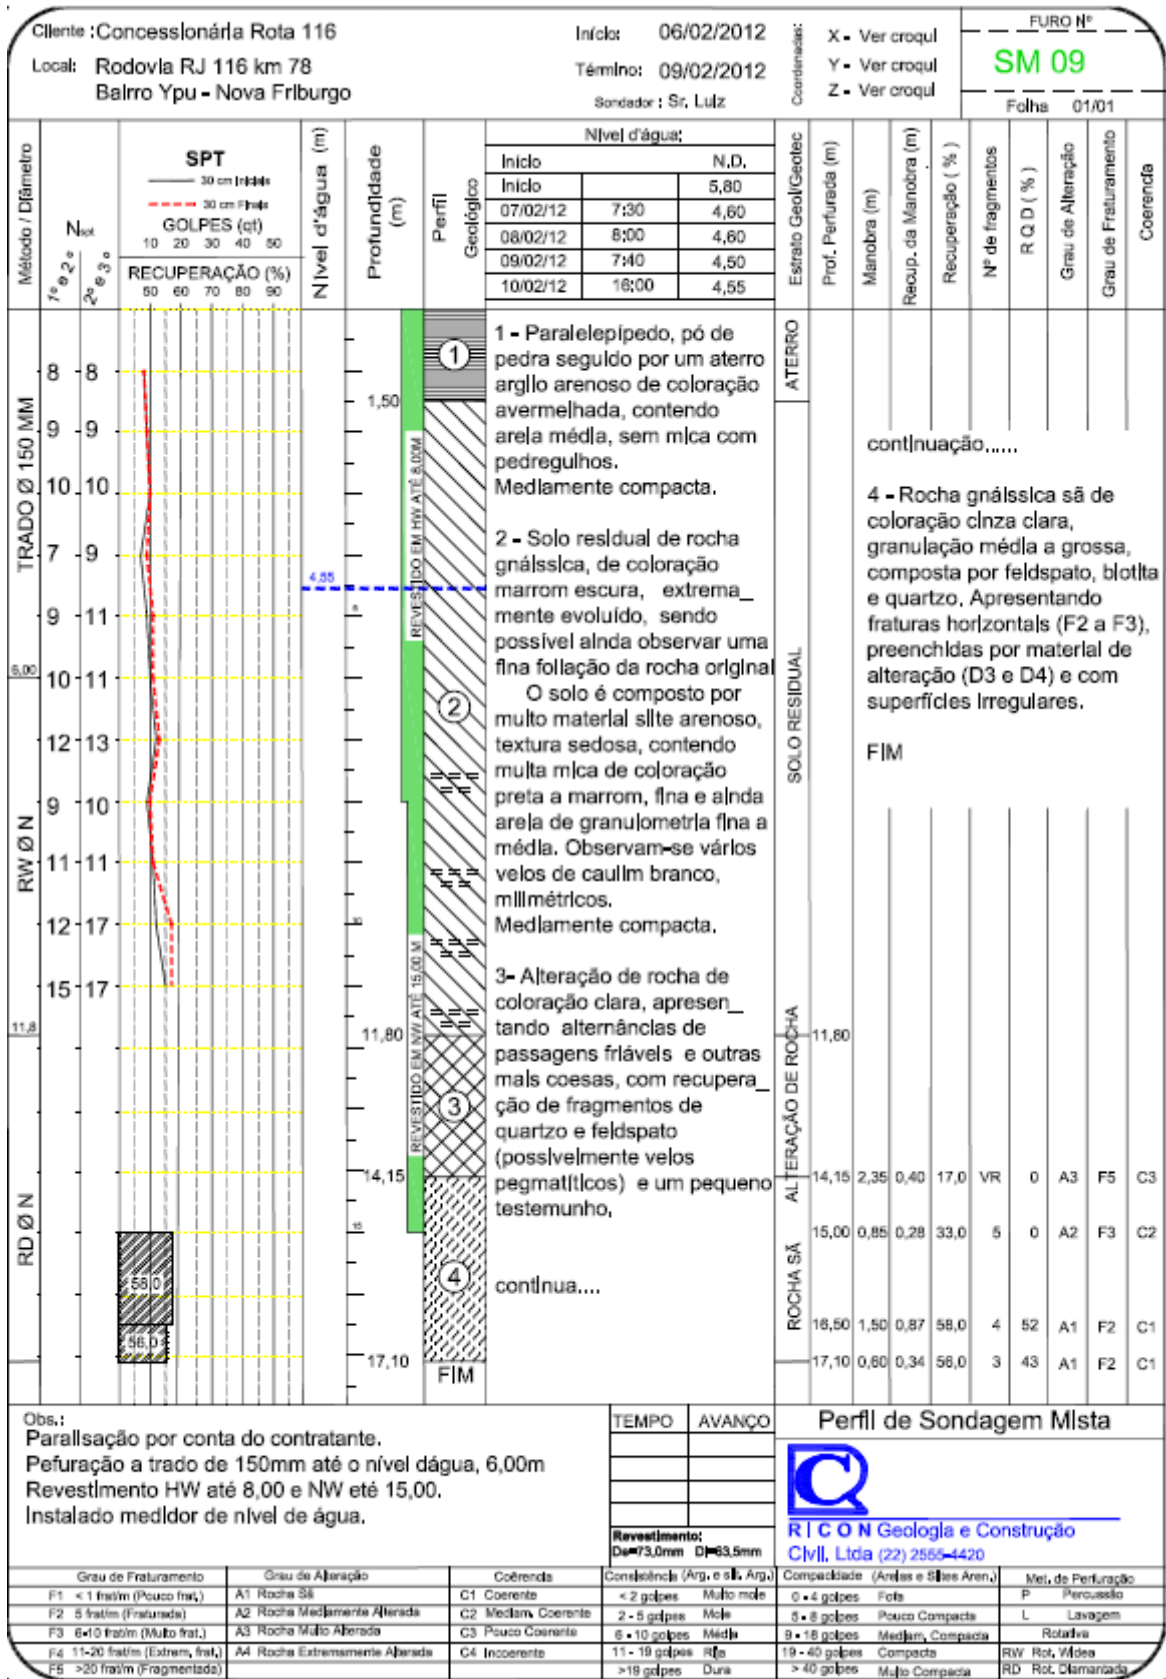 Cliente : Concessionária Rota 116
Local: Rodovia RJ 116 km 78
Bairro Ypu - Nova Friburgo
Início: 06/02/2012
Término: 09/02/2012
Sondador : Sr. Luiz
Coordenadas:
X - Ver croqui
Y - Ver croqui
Z - Ver croqui
FURO Nº
SM 09
Folha 01/01
Método / Diâmetro
Nspt
1º e 2º
2º e 3º
SPT
30 cm Iniciais
30 cm Finais
GOLPES (qt)
10 20 30 40 50
RECUPERAÇÃO (%)
50 60 70 80 90
Nível d'água (m)
Profundidade (m)
Perfil Geológico
Nível d'água:
Início N.D.
Início 5,80
07/02/12 7:30 4,60
08/02/12 8:00 4,60
09/02/12 7:40 4,50
10/02/12 16:00 4,55
Estrato Geol/Geotec
Prof. Perfurada (m)
Manobra (m)
Recup. da Manobra (m)
Recuperação ( % )
Nº de fragmentos
R Q D ( % )
Grau de Alteração
Grau de Fraturamento
Coerencia
TRADO Ø 150 MM
6,00
RW Ø N
11,8
RD Ø N
8 8
9 9
10 10
7 9
9 11
10 11
12 13
9 10
11 11
12 17
15 17
58,0
56,0
4,55
1,50
11,80
14,15
15
17,10
REVESTIDO EM HW ATÉ 8,00M
REVESTIDO EM NW ATÉ 15,00 M
1
2
3
4
FIM
1 - Paralelepípedo, pó de
pedra seguido por um aterro
argilo arenoso de coloração
avermelhada, contendo
areia média, sem mica com
pedregulhos.
Mediamente compacta.
2 - Solo residual de rocha
gnáissica, de coloração
marrom escura, extrema_
mente evoluído, sendo
possivel ainda observar uma
fina foliação da rocha original
O solo é composto por
muito material silte arenoso,
textura sedosa, contendo
muita mica de coloração
preta a marrom, fina e ainda
areia de granulometria fina a
média. Observam-se vários
veios de caulim branco,
milimétricos.
Mediamente compacta.
3- Alteração de rocha de
coloração clara, apresen_
tando alternâncias de
passagens friáveis e outras
mais coesas, com recupera_
ção de fragmentos de
quartzo e feldspato
(possivelmente veios
pegmatíticos) e um pequeno
testemunho,
continua....
ATERRO
SOLO RESIDUAL
ALTERAÇÃO DE ROCHA
ROCHA SÃ
continuação......
4 - Rocha gnáissica sã de
coloração cinza clara,
granulação média a grossa,
composta por feldspato, biotita
e quartzo. Apresentando
fraturas horizontais (F2 a F3),
preenchidas por material de
alteração (D3 e D4) e com
superfícies irregulares.
FIM
11,80
14,15 2,35 0,40 17,0 VR 0 A3 F5 C3
15,00 0,85 0,28 33,0 5 0 A2 F3 C2
16,50 1,50 0,87 58,0 4 52 A1 F2 C1
17,10 0,60 0,34 56,0 3 43 A1 F2 C1
Obs.:
Paralisação por conta do contratante.
Pefuração a trado de 150mm até o nível dágua, 6,00m
Revestimento HW até 8,00 e NW eté 15,00.
Instalado medidor de nível de água.
TEMPO AVANÇO
Revestimento:
De=73,0mm Di=63,5mm
Perfil de Sondagem Mista
R I C O N Geologia e Construção
Civil, Ltda (22) 2555-4420
Grau de Fraturamento
F1 < 1 frat/m (Pouco frat.)
F2 5 frat/m (Fraturada)
F3 6-10 frat/m (Muito frat.)
F4 11-20 frat/m (Extrem. frat.)
F5 >20 frat/m (Fragmentada)
Grau de Alteração
A1 Rocha Sã
A2 Rocha Mediamente Alterada
A3 Rocha Muito Alterada
A4 Rocha Extremamente Alterada
Coêrencia
C1 Coerente
C2 Mediam. Coerente
C3 Pouco Coerente
C4 Incoerente
Consistência (Arg. e silt. Arg.)
< 2 golpes Muito mole
2 - 5 golpes Mole
6 - 10 golpes Média
11 - 19 golpes Rija
>19 golpes Dura
Compacidade (Areias e Siltes Aren.)
0 - 4 golpes Fofa
5 - 8 golpes Pouco Compacta
9 - 18 golpes Mediam. Compacta
19 - 40 golpes Compacta
> 40 golpes Muito Compacta
Met. de Perfuração
P Percussão
L Lavagem
Rotativa
RW Rot. Widea
RD Rot. Diamantada